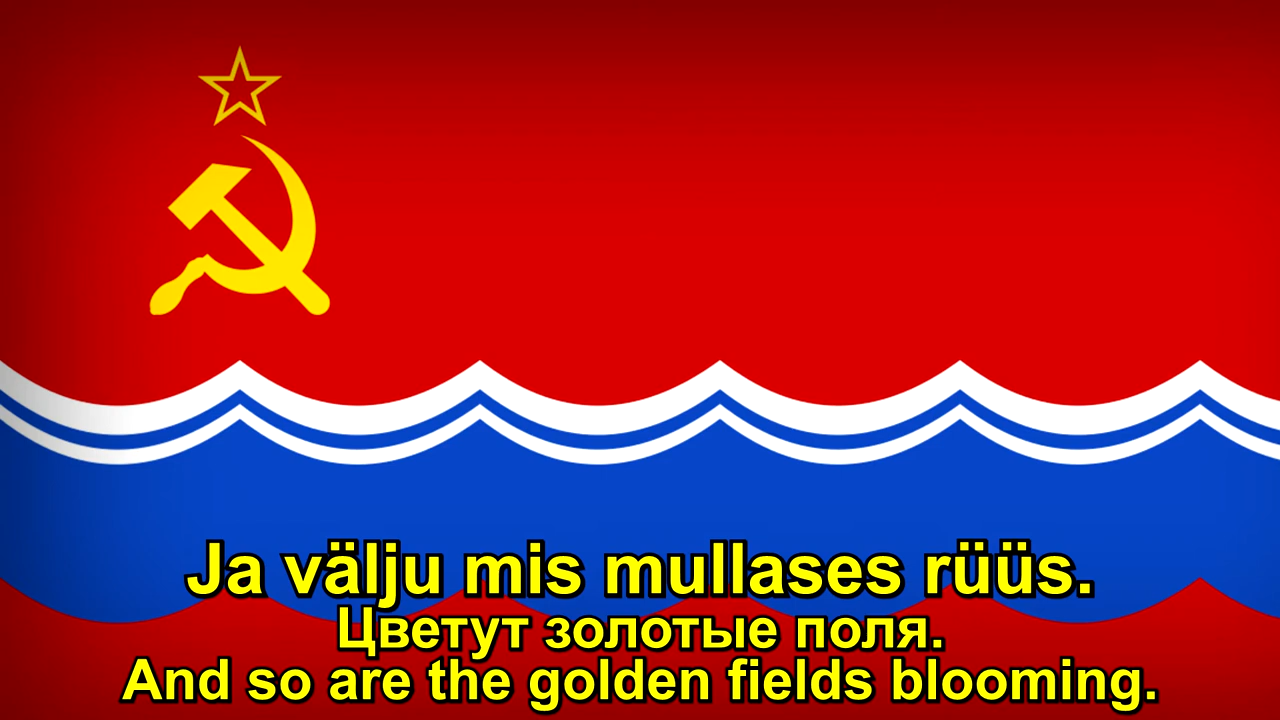 Ja välju mis mullases rüüs.
Цветут золотые поля.
And so are the golden fields blooming.